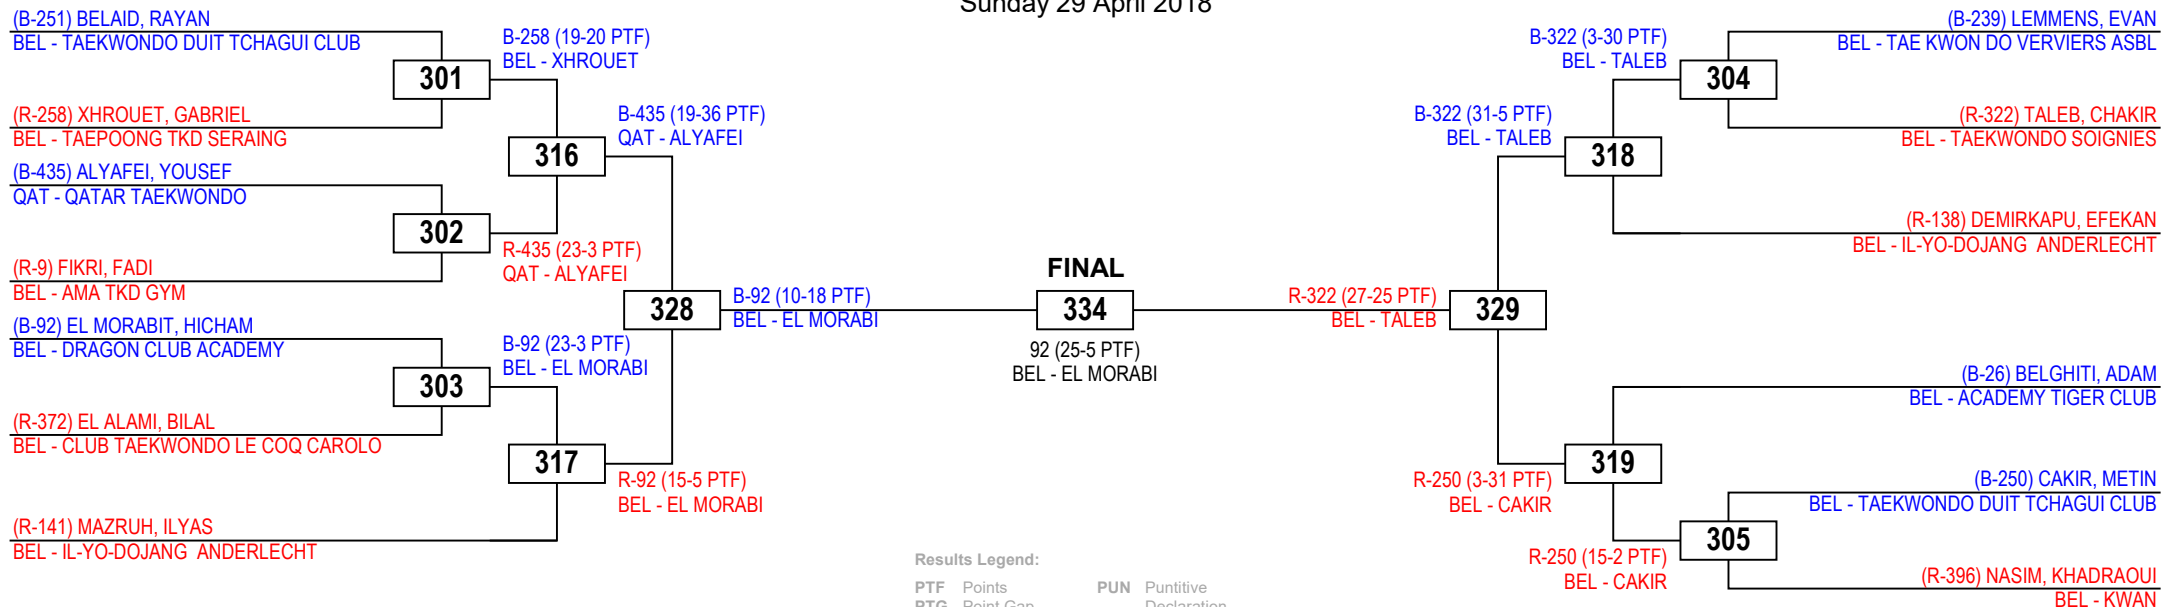 Sunday 29 April 2018
(B-251) BELAID, RAYAN
BEL - TAEKWONDO DUIT TCHAGUI CLUB
301
(R-258) XHROUET, GABRIEL
BEL - TAEPOONG TKD SERAING
B-258 (19-20 PTF)
BEL - XHROUET
(B-435) ALYAFEI, YOUSEF
QAT - QATAR TAEKWONDO
302
(R-9) FIKRI, FADI
BEL - AMA TKD GYM
R-435 (23-3 PTF)
QAT - ALYAFEI
316
B-435 (19-36 PTF)
QAT - ALYAFEI
(B-92) EL MORABIT, HICHAM
BEL - DRAGON CLUB ACADEMY
303
(R-372) EL ALAMI, BILAL
BEL - CLUB TAEKWONDO LE COQ CAROLO
B-92 (23-3 PTF)
BEL - EL MORABI
317
(R-141) MAZRUH, ILYAS
BEL - IL-YO-DOJANG  ANDERLECHT
R-92 (15-5 PTF)
BEL - EL MORABI
328
B-92 (10-18 PTF)
BEL - EL MORABI
FINAL
334
92 (25-5 PTF)
BEL - EL MORABI
R-322 (27-25 PTF)
BEL - TALEB
329
B-322 (31-5 PTF)
BEL - TALEB
318
B-322 (3-30 PTF)
BEL - TALEB
304
(B-239) LEMMENS, EVAN
BEL - TAE KWON DO VERVIERS ASBL
(R-322) TALEB, CHAKIR
BEL - TAEKWONDO SOIGNIES
(R-138) DEMIRKAPU, EFEKAN
BEL - IL-YO-DOJANG  ANDERLECHT
(B-26) BELGHITI, ADAM
BEL - ACADEMY TIGER CLUB
319
R-250 (3-31 PTF)
BEL - CAKIR
(B-250) CAKIR, METIN
BEL - TAEKWONDO DUIT TCHAGUI CLUB
305
R-250 (15-2 PTF)
BEL - CAKIR
(R-396) NASIM, KHADRAOUI
BEL - KWAN
Results Legend:
PTF Points PUN Puntitive
PTG Point Gap Declaration